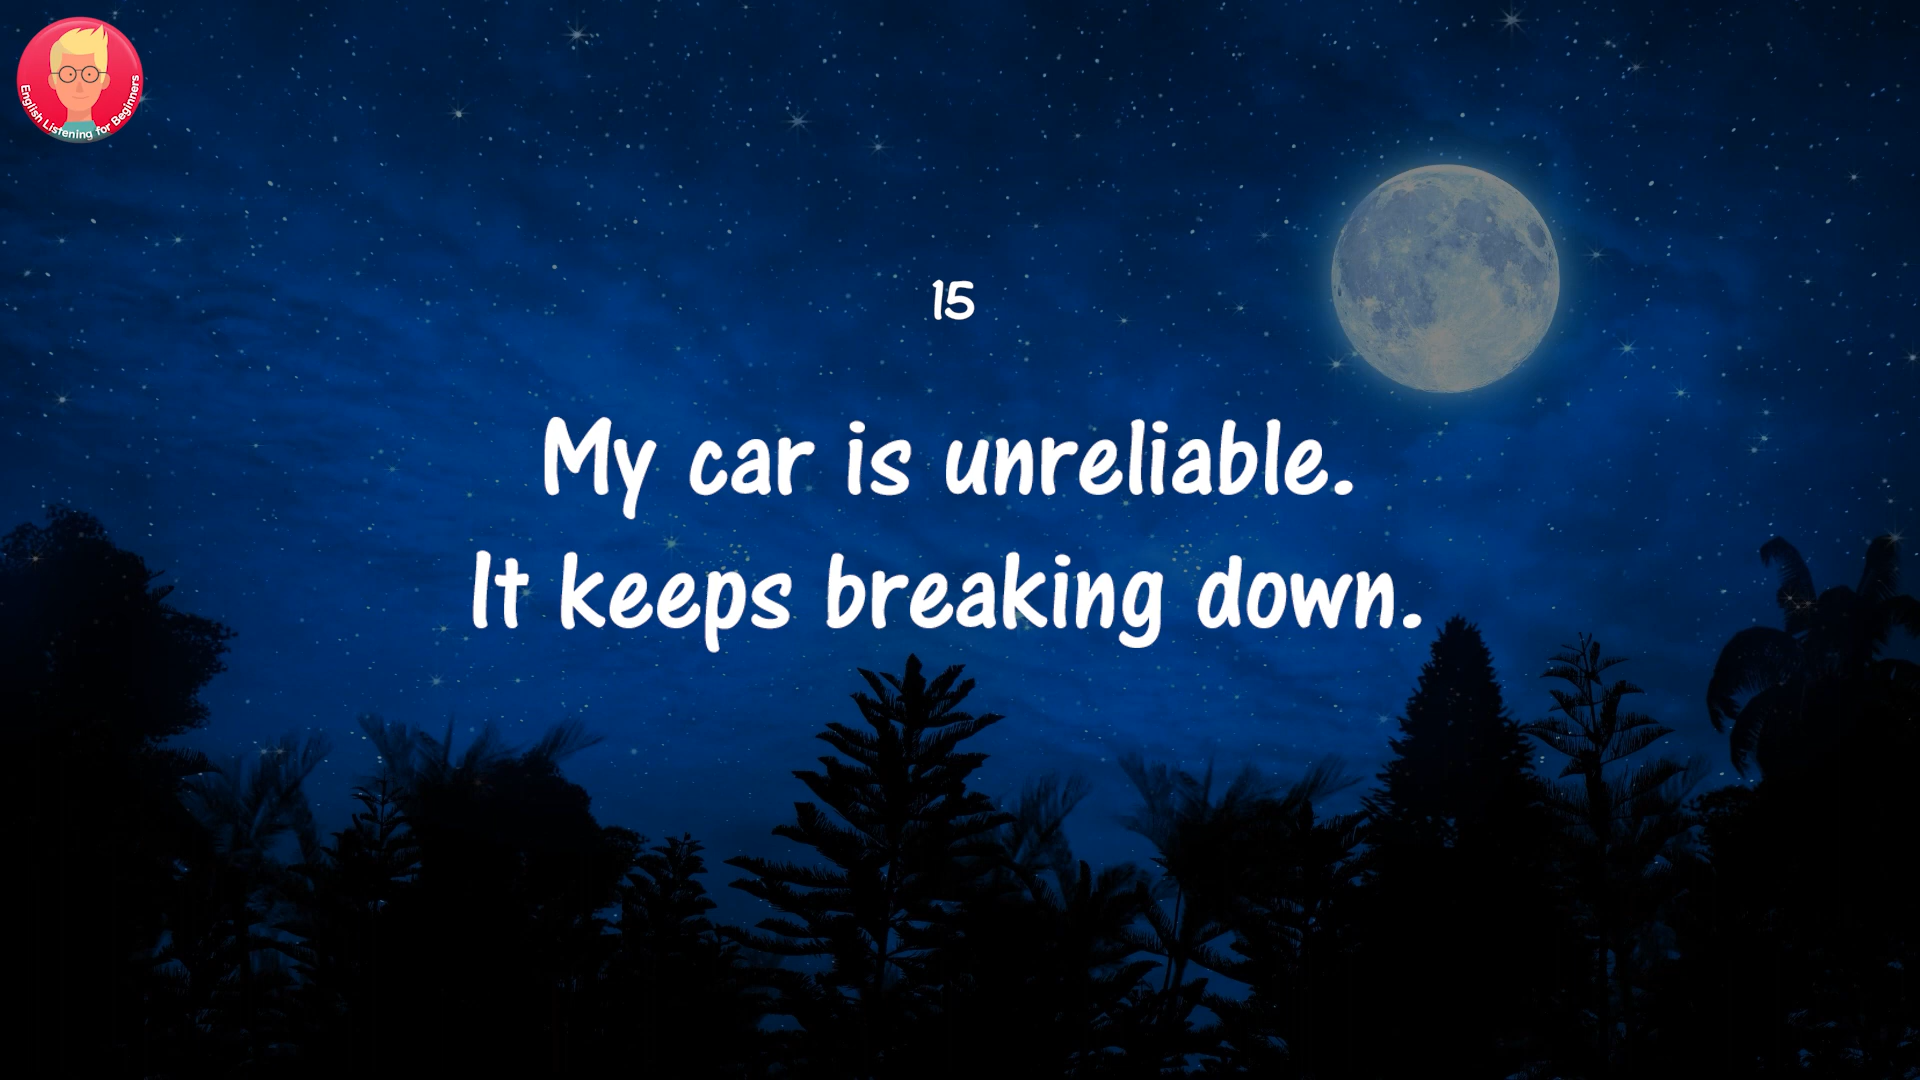 English Listening for Beginners
15
My car is unreliable.
It keeps breaking down.